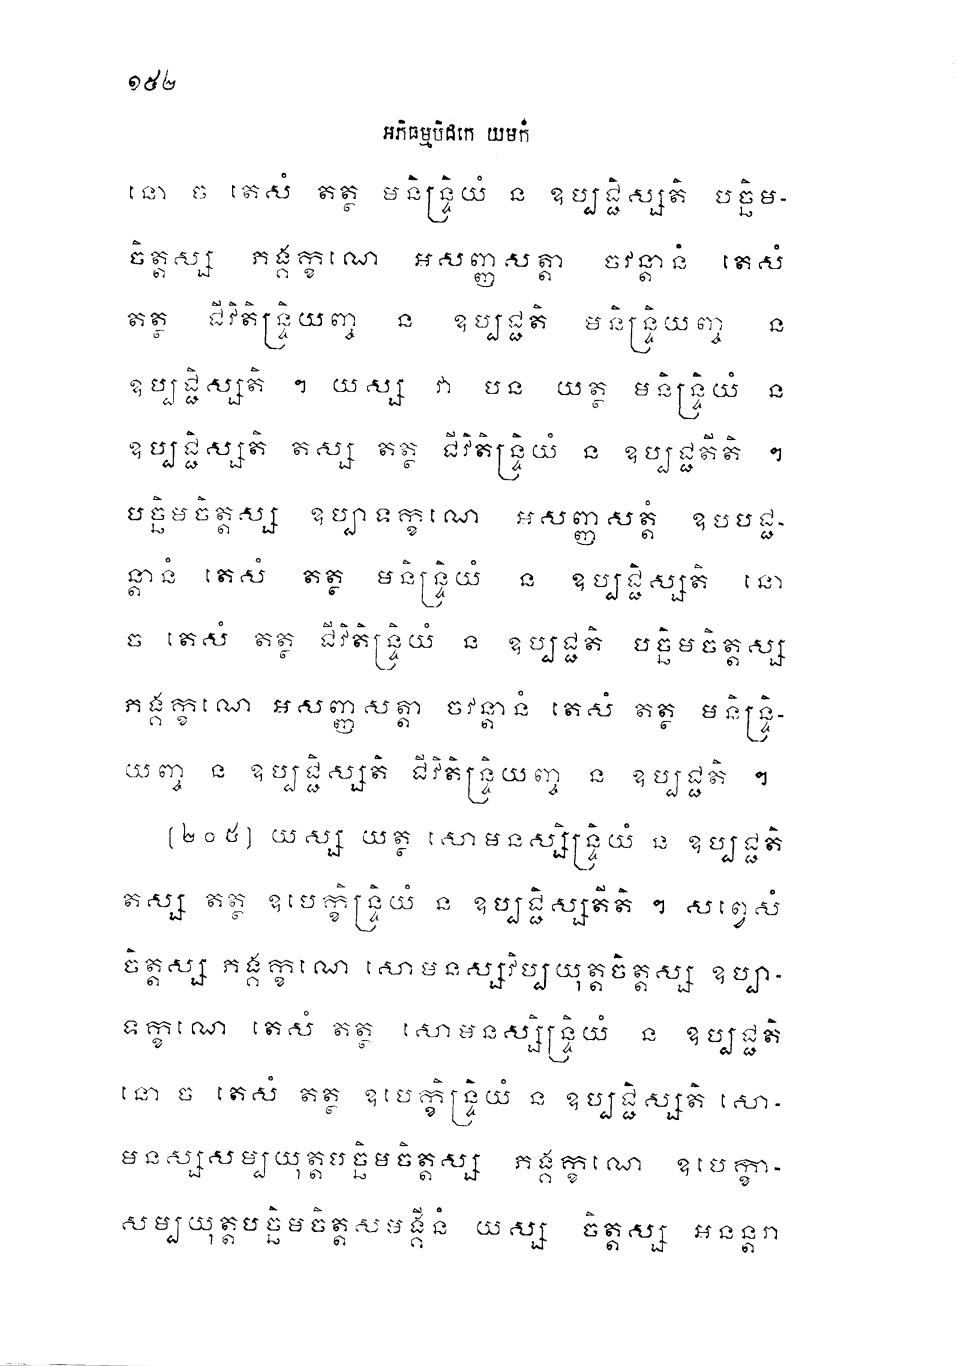 ១៥២
អភិធម្មបិដកេ យមកំ
នោ ច តេសំ តត្ថ មនិន្ទ្រិយំ ន ឧប្បជ្ជិស្សតិ បច្ឆិម-
ចិត្តស្ស ភង្គក្ខណេ អសញ្ញសត្តា ចវន្តានំ តេសំ
តត្ថ ជីវិតិន្ទ្រិយញ្ច ន ឧប្បជ្ជតិ មនិន្ទ្រិយញ្ច ន
ឧប្បជ្ជិស្សតិ ។ យស្ស វា បន យត្ថ មនិន្ទ្រិយំ ន
ឧប្បជ្ជិស្សតិ តស្ស តត្ថ ជីវិតិន្ទ្រិយំ ន ឧប្បជ្ជតីតិ ។
បច្ឆិមចិត្តស្ស ឧប្បាទក្ខណេ អសញ្ញសត្តំ ឧបបជ្ជ-
ន្តានំ តេសំ តត្ថ មនិន្ទ្រិយំ ន ឧប្បជ្ជិស្សតិ នោ
ច តេសំ តត្ថ ជីវិតិន្ទ្រិយំ ន ឧប្បជ្ជតិ បច្ឆិមចិត្តស្ស
ភង្គក្ខណេ អសញ្ញសត្តា ចវន្តានំ តេសំ តត្ថ មនិន្ទ្រិ-
យញ្ច ន ឧប្បជ្ជិស្សតិ ជីវិតិន្ទ្រិយញ្ច ន ឧប្បជ្ជតិ ។
[២០៥] យស្ស យត្ថ សោមនស្សិន្ទ្រិយំ ន ឧប្បជ្ជតិ
តស្ស តត្ថ ឧបេក្ខិន្ទ្រិយំ ន ឧប្បជ្ជិស្សតីតិ ។ សព្វេសំ
ចិត្តស្ស ភង្គក្ខណេ សោមនស្សវិប្បយុត្តចិត្តស្ស ឧប្បា-
ទក្ខណេ តេសំ តត្ថ សោមនស្សិន្ទ្រិយំ ន ឧប្បជ្ជតិ
នោ ច តេសំ តត្ថ ឧបេក្ខិន្ទ្រិយំ ន ឧប្បជ្ជិស្សតិ សោ-
មនស្សសម្បយុត្តបច្ឆិមចិត្តស្ស ភង្គក្ខណេ ឧបេក្ខា-
សម្បយុត្តបច្ឆិមចិត្តសមង្គីនំ យស្ស ចិត្តស្ស អនន្តរា